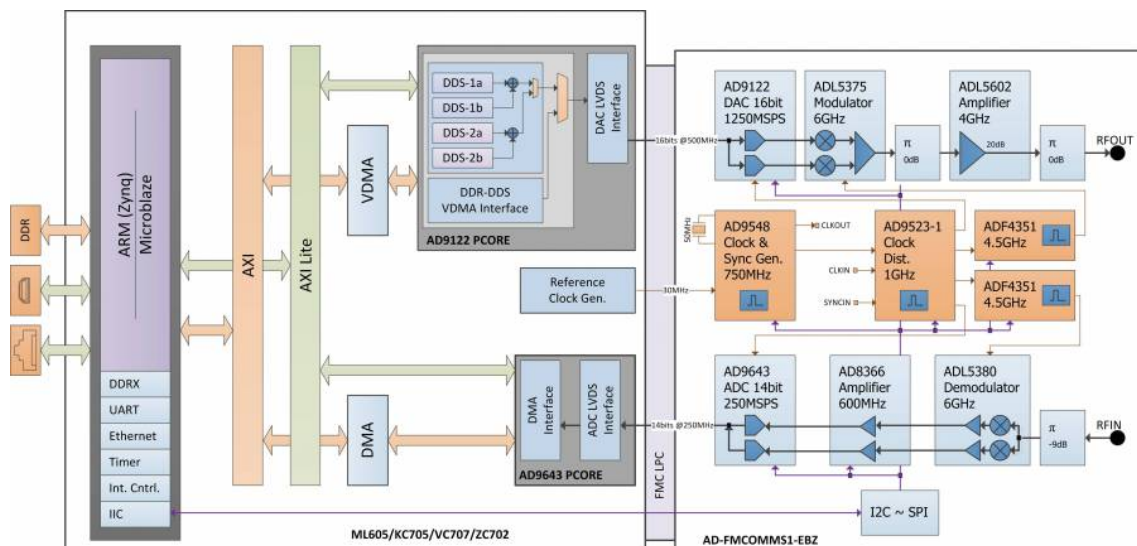 DDR
ARM (Zynq)
Microblaze
DDRX
UART
Ethernet
Timer
Int. Cntrl.
IIC
AXI
AXI Lite
VDMA
DMA
DDS-1a
DDS-1b
DDS-2a
DDS-2b
DDR-DDS
VDMA Interface
DAC LVDS
Interface
AD9122 PCORE
Reference
Clock Gen.
DMA
Interface
ADC LVDS
Interface
AD9643 PCORE
ML605/KC705/VC707/ZC702
FMC LPC
16bits @500MHz
30MHz
14bits @250MHz
AD9122
DAC 16bit
1250MSPS
ADL5375
Modulator
6GHz
π
0dB
ADL5602
Amplifier
4GHz
20dB
π
0dB
RFOUT
50MHz
AD9548
Clock &
Sync Gen.
750MHz
CLKOUT
CLKIN
SYNCIN
AD9523-1
Clock
Dist.
1GHz
ADF4351
4.5GHz
ADF4351
4.5GHz
AD9643
ADC 14bit
250MSPS
AD8366
Amplifier
600MHz
ADL5380
Demodulator
6GHz
π
-9dB
RFIN
I2C ~ SPI
AD-FMCOMMS1-EBZ